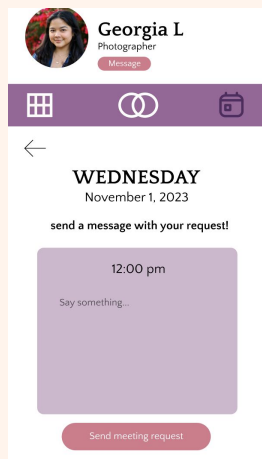 Georgia L
Photographer
Message
WEDNESDAY
November 1, 2023
send a message with your request!
12:00 pm
Say something...
Send meeting request